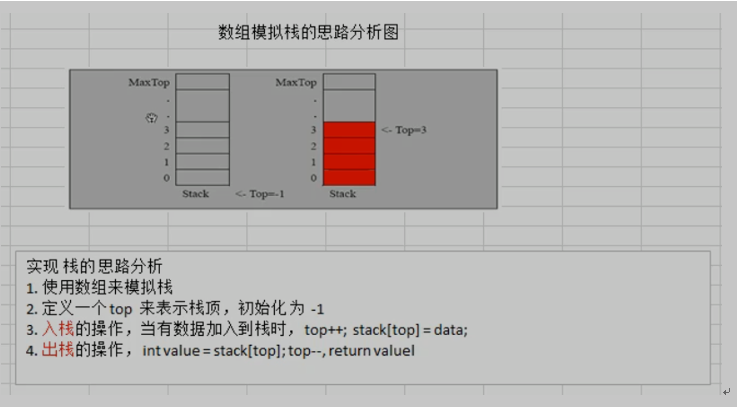 数组模拟栈的思路分析图
MaxTop
.
.
3
2
1
0
Stack
<- Top=-1
MaxTop
.
.
3
2
1
0
Stack
<- Top=3
实现 栈的 思路分析
1. 使用数组来模拟栈
2. 定义一个 top 来表示栈顶，初始化 为 -1
3. 入栈的操作，当有数据加入到栈时， top++; stack[top] = data;
4. 出栈的操作， int value = stack[top]; top--, return valuel